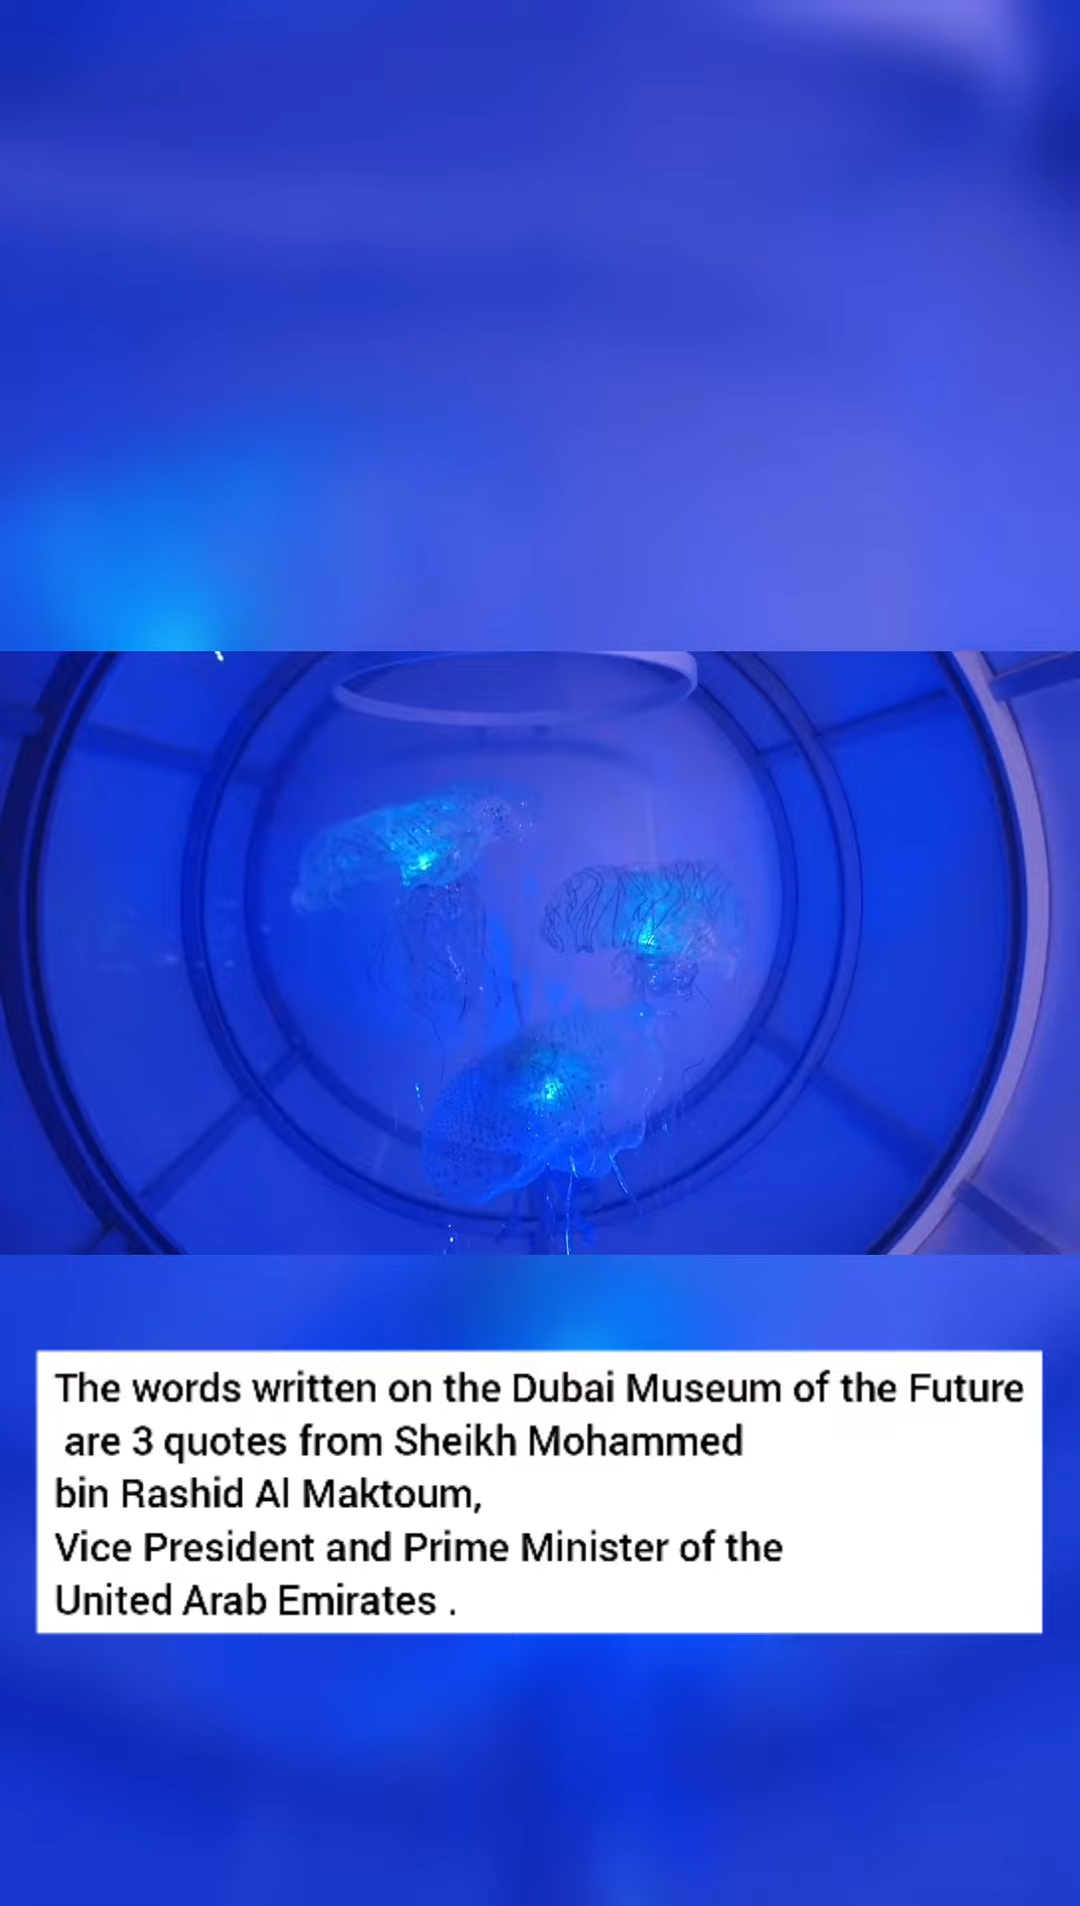 The words written on the Dubai Museum of the Future
are 3 quotes from Sheikh Mohammed
bin Rashid Al Maktoum,
Vice President and Prime Minister of the
United Arab Emirates .